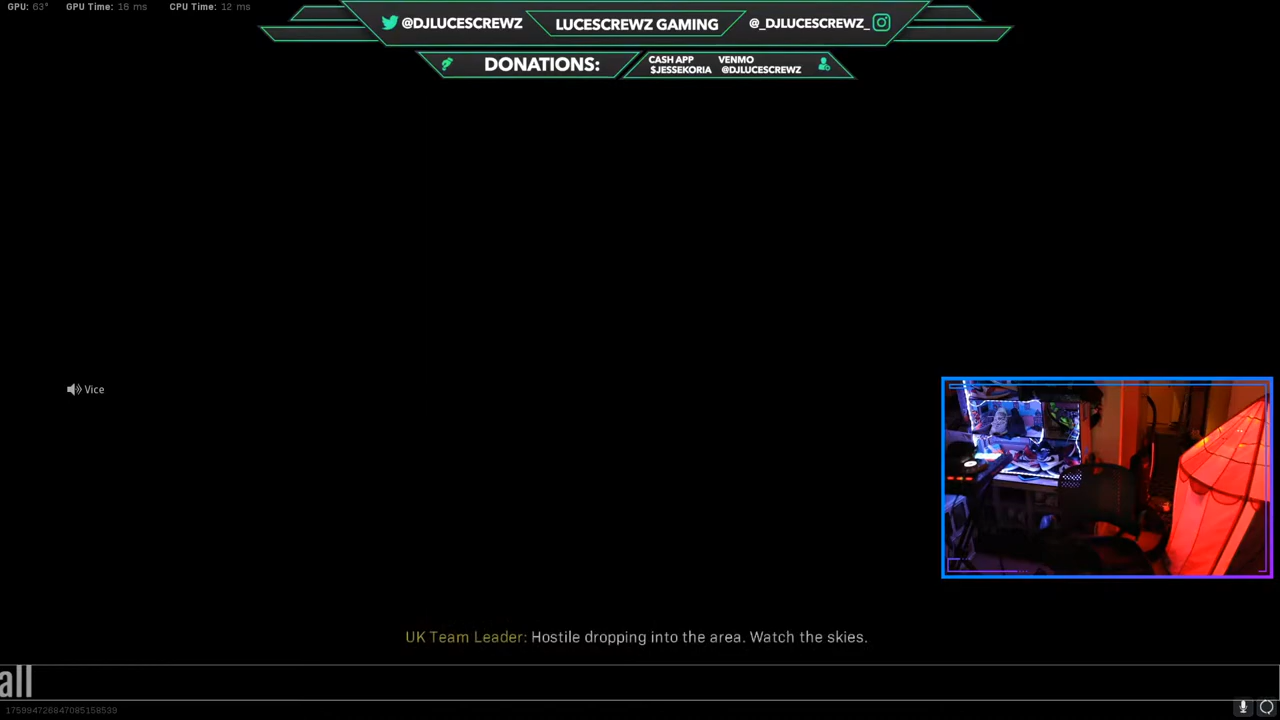 GPU: 63° GPU Time: 15 ms CPU Time: 12 ms
@DJLUCESCREWZ
LUCESCREWZ GAMING
@_DJLUCESCREWZ_
DONATIONS:
CASH APP
$JESSEKORIA
VENMO
@DJLUCESCREWZ
Vice
UK Team Leader: Hostile dropping into the area. Watch the skies.
all